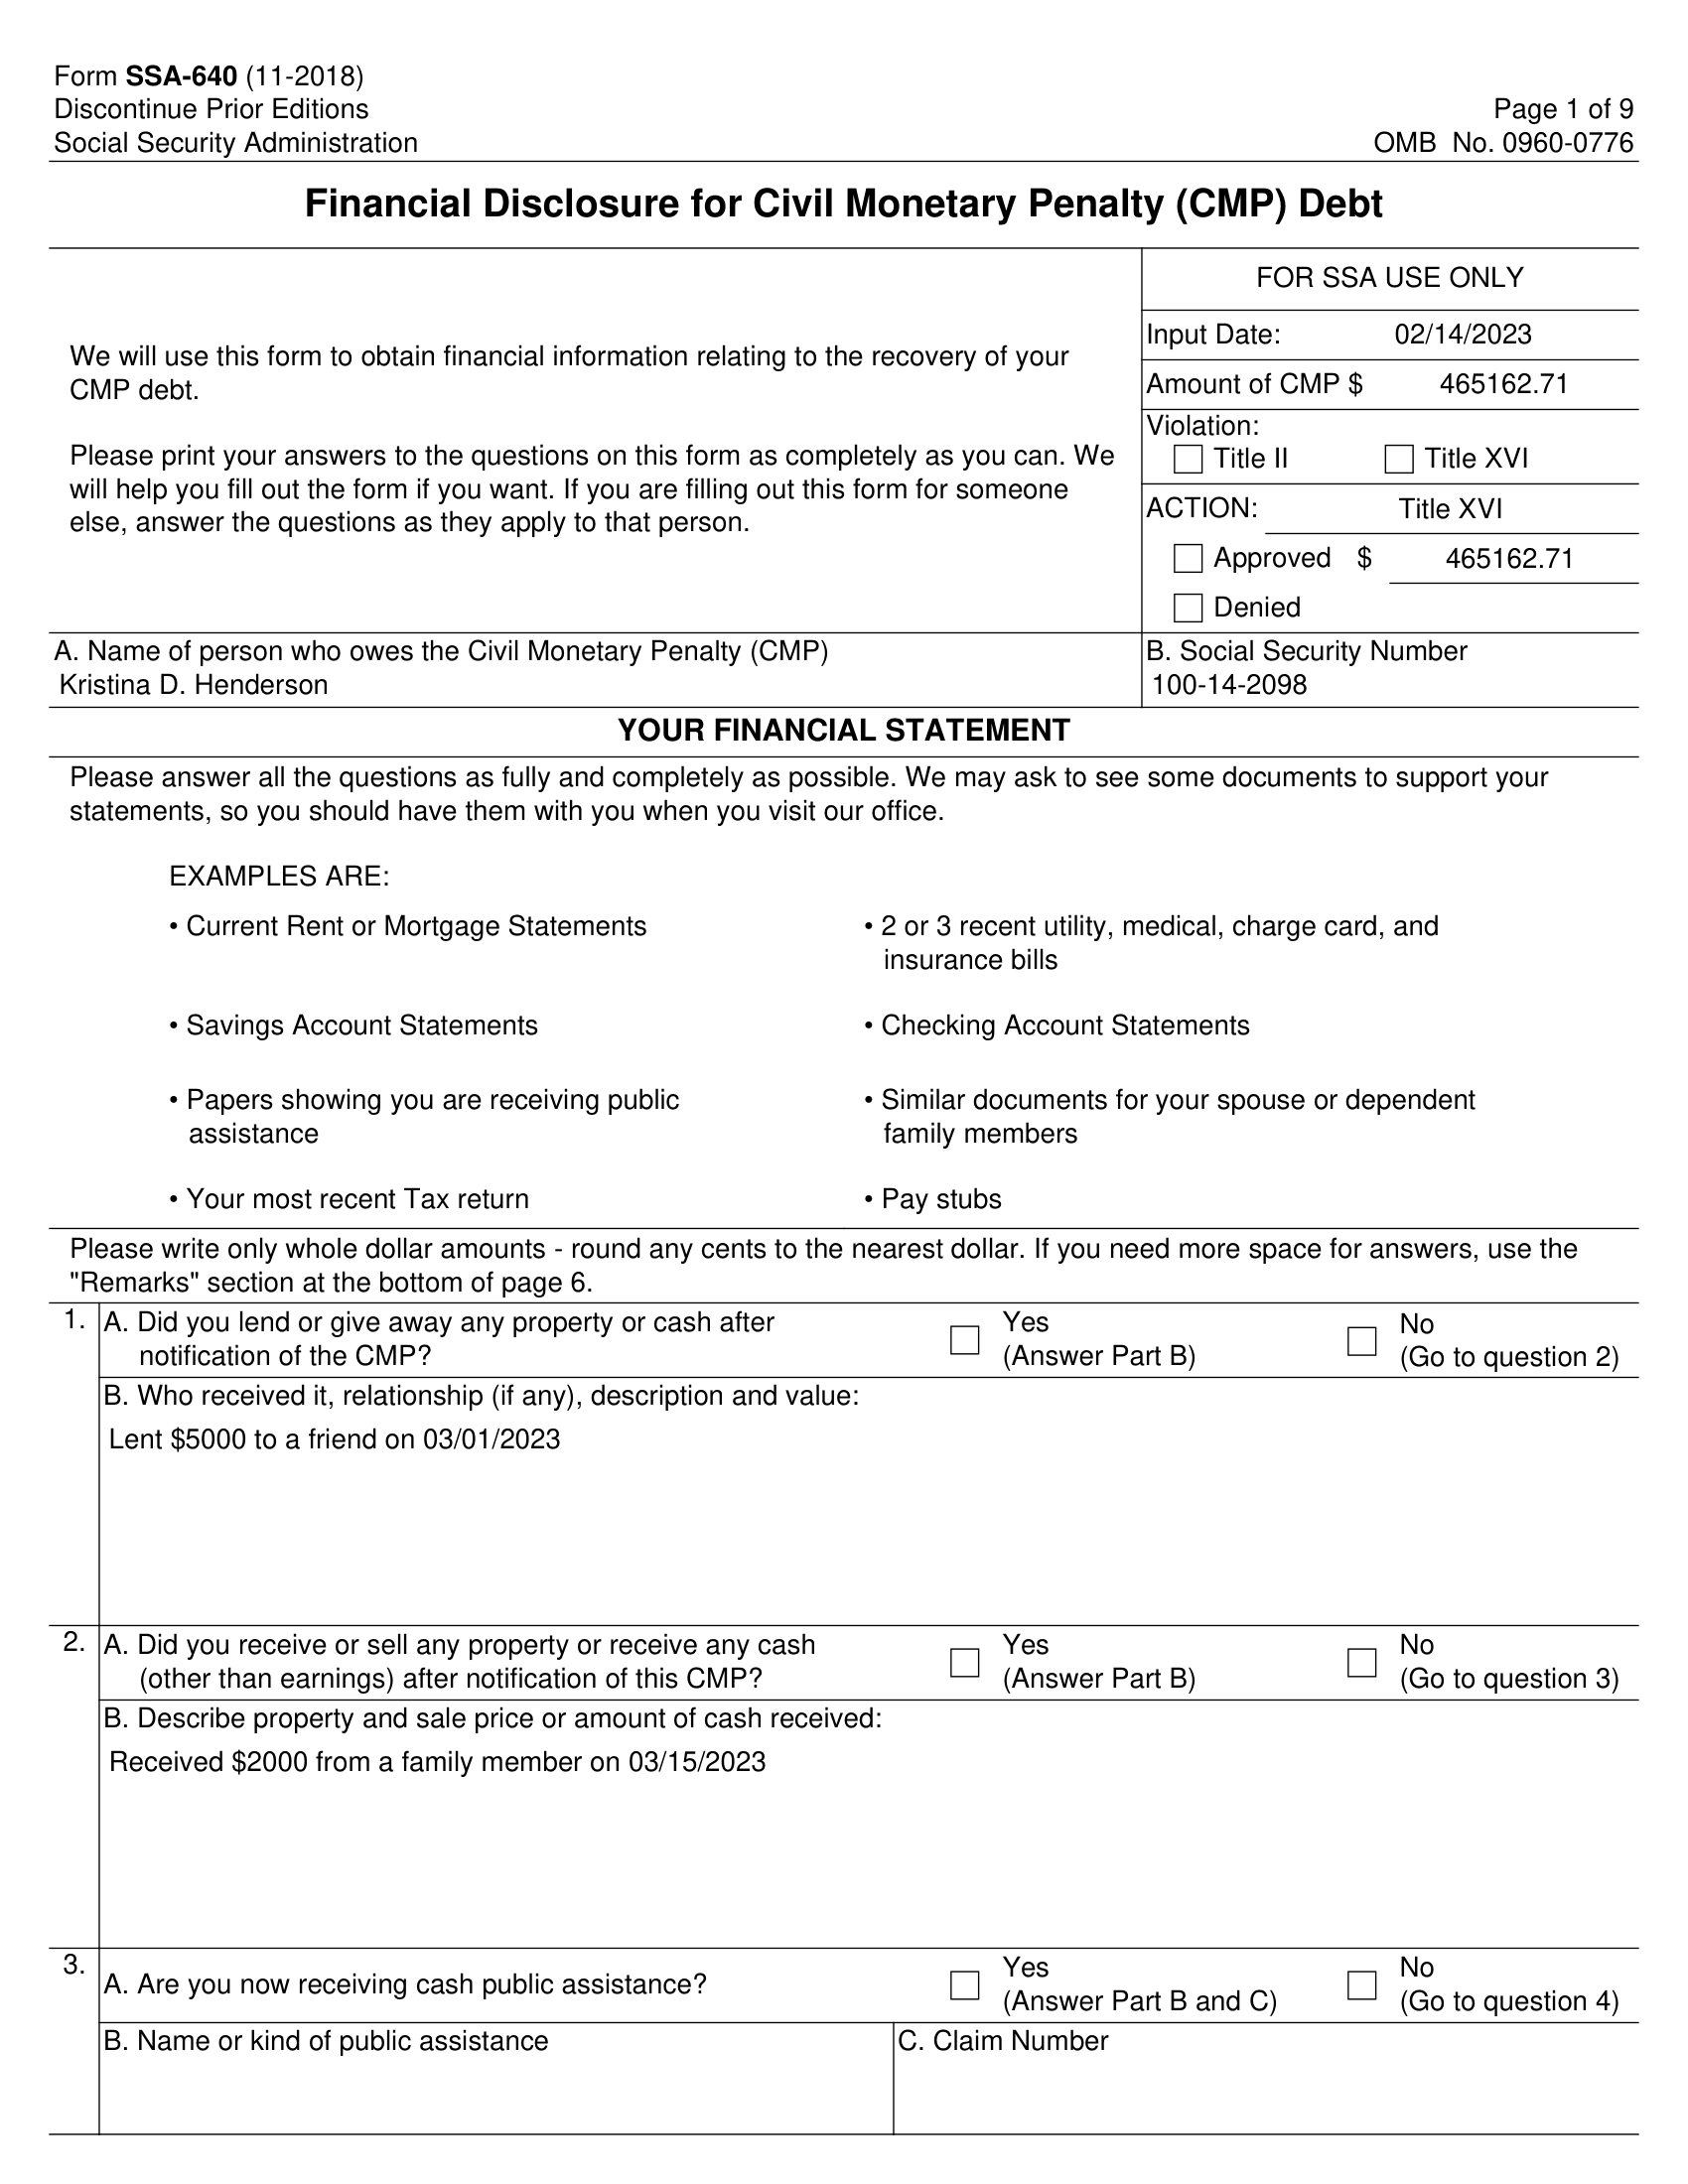 Form SSA-640 (11-2018)
Discontinue Prior Editions
Social Security Administration
Page 1 of 9
OMB No. 0960-0776
Financial Disclosure for Civil Monetary Penalty (CMP) Debt
We will use this form to obtain financial information relating to the recovery of your
CMP debt.
Please print your answers to the questions on this form as completely as you can. We
will help you fill out the form if you want. If you are filling out this form for someone
else, answer the questions as they apply to that person.
FOR SSA USE ONLY
Input Date: 02/14/2023
Amount of CMP $ 465162.71
Violation:
Title II Title XVI
ACTION: Title XVI
Approved $ 465162.71
Denied
A. Name of person who owes the Civil Monetary Penalty (CMP)
Kristina D. Henderson
B. Social Security Number
100-14-2098
YOUR FINANCIAL STATEMENT
Please answer all the questions as fully and completely as possible. We may ask to see some documents to support your
statements, so you should have them with you when you visit our office.
EXAMPLES ARE:
• Current Rent or Mortgage Statements
• 2 or 3 recent utility, medical, charge card, and
insurance bills
• Savings Account Statements
• Checking Account Statements
• Papers showing you are receiving public
assistance
• Similar documents for your spouse or dependent
family members
• Your most recent Tax return
• Pay stubs
Please write only whole dollar amounts - round any cents to the nearest dollar. If you need more space for answers, use the
"Remarks" section at the bottom of page 6.
1. A. Did you lend or give away any property or cash after
notification of the CMP?
Yes
(Answer Part B)
No
(Go to question 2)
B. Who received it, relationship (if any), description and value:
Lent $5000 to a friend on 03/01/2023
2. A. Did you receive or sell any property or receive any cash
(other than earnings) after notification of this CMP?
Yes
(Answer Part B)
No
(Go to question 3)
B. Describe property and sale price or amount of cash received:
Received $2000 from a family member on 03/15/2023
3. A. Are you now receiving cash public assistance?
Yes
(Answer Part B and C)
No
(Go to question 4)
B. Name or kind of public assistance
C. Claim Number